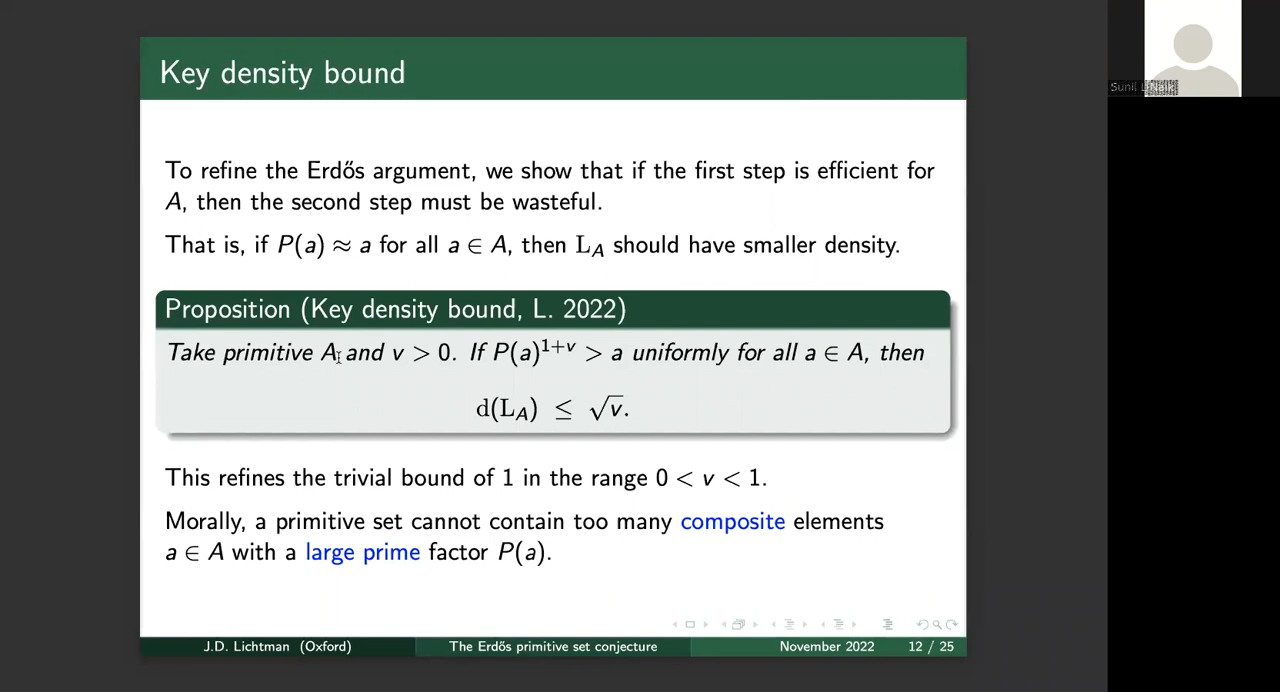 Key density bound
Sunil L Naik
To refine the Erdős argument, we show that if the first step is efficient for
A, then the second step must be wasteful.
That is, if P(a) ≈ a for all a ∈ A, then L_A should have smaller density.
Proposition (Key density bound, L. 2022)
Take primitive A and v > 0. If P(a)^{1+v} > a uniformly for all a ∈ A, then
d(L_A) ≤ √v.
This refines the trivial bound of 1 in the range 0 < v < 1.
Morally, a primitive set cannot contain too many composite elements
a ∈ A with a large prime factor P(a).
J.D. Lichtman (Oxford) The Erdős primitive set conjecture November 2022 12 / 25